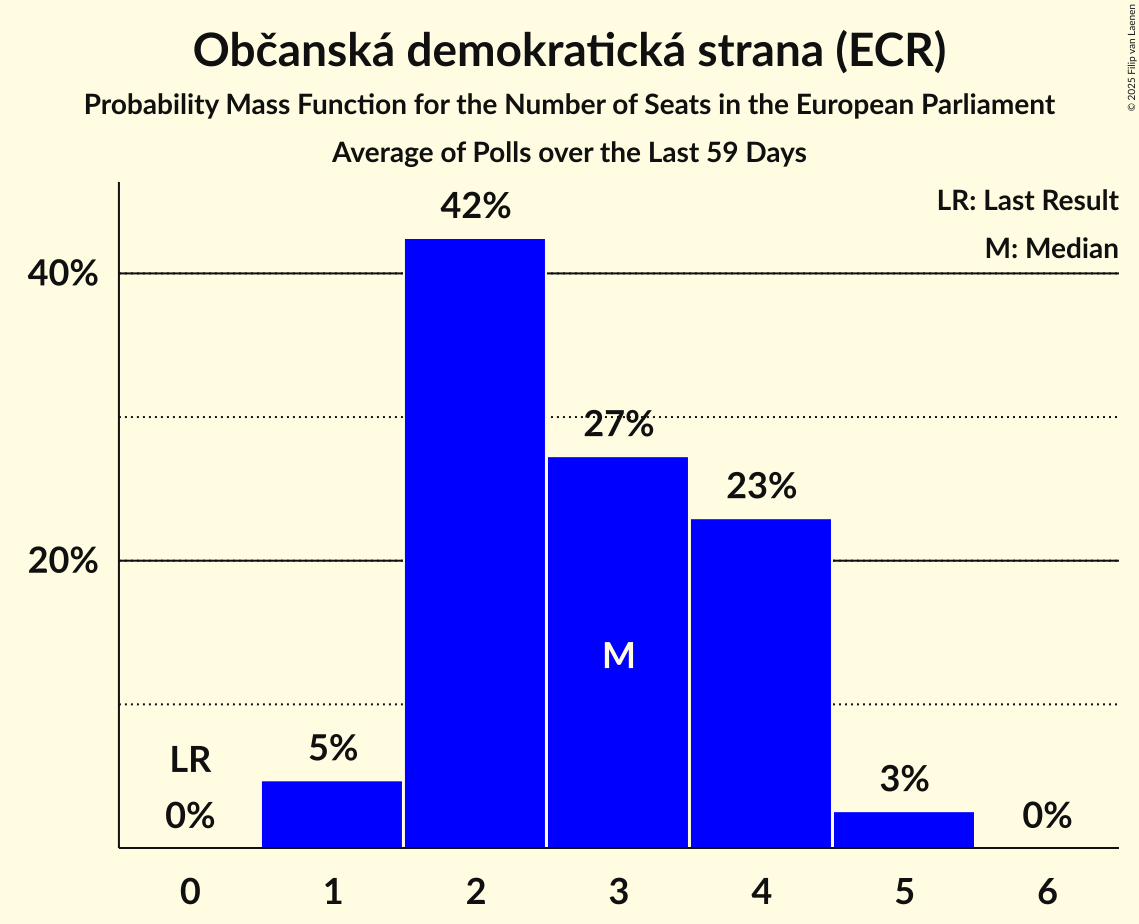 Občanská demokratická strana (ECR)
Probability Mass Function for the Number of Seats in the European Parliament
Average of Polls over the Last 59 Days
© 2025 Filip van Laenen
LR: Last Result
M: Median
42%
40%
27%
23%
20%
M
LR
5%
3%
0%
0%
0 1 2 3 4 5 6